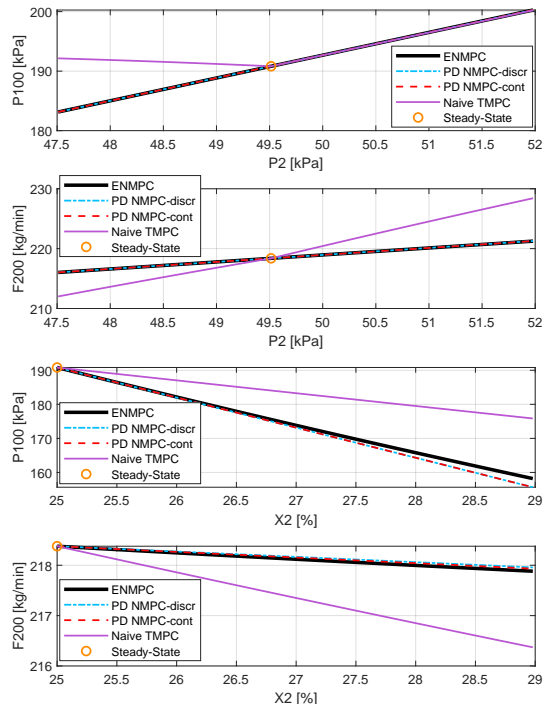 200
190
180
P100 [kPa]
ENMPC
PD NMPC-discr
PD NMPC-cont
Naive TMPC
Steady-State
47.5 48 48.5 49 49.5 50 50.5 51 51.5 52
P2 [kPa]
230
220
210
F200 [kg/min]
ENMPC
PD NMPC-discr
PD NMPC-cont
Naive TMPC
Steady-State
47.5 48 48.5 49 49.5 50 50.5 51 51.5 52
P2 [kPa]
190
180
170
160
P100 [kPa]
ENMPC
PD NMPC-discr
PD NMPC-cont
Naive TMPC
Steady-State
25 25.5 26 26.5 27 27.5 28 28.5 29
X2 [%]
218
217
216
F200 [kg/min]
ENMPC
PD NMPC-discr
PD NMPC-cont
Naive TMPC
Steady-State
25 25.5 26 26.5 27 27.5 28 28.5 29
X2 [%]